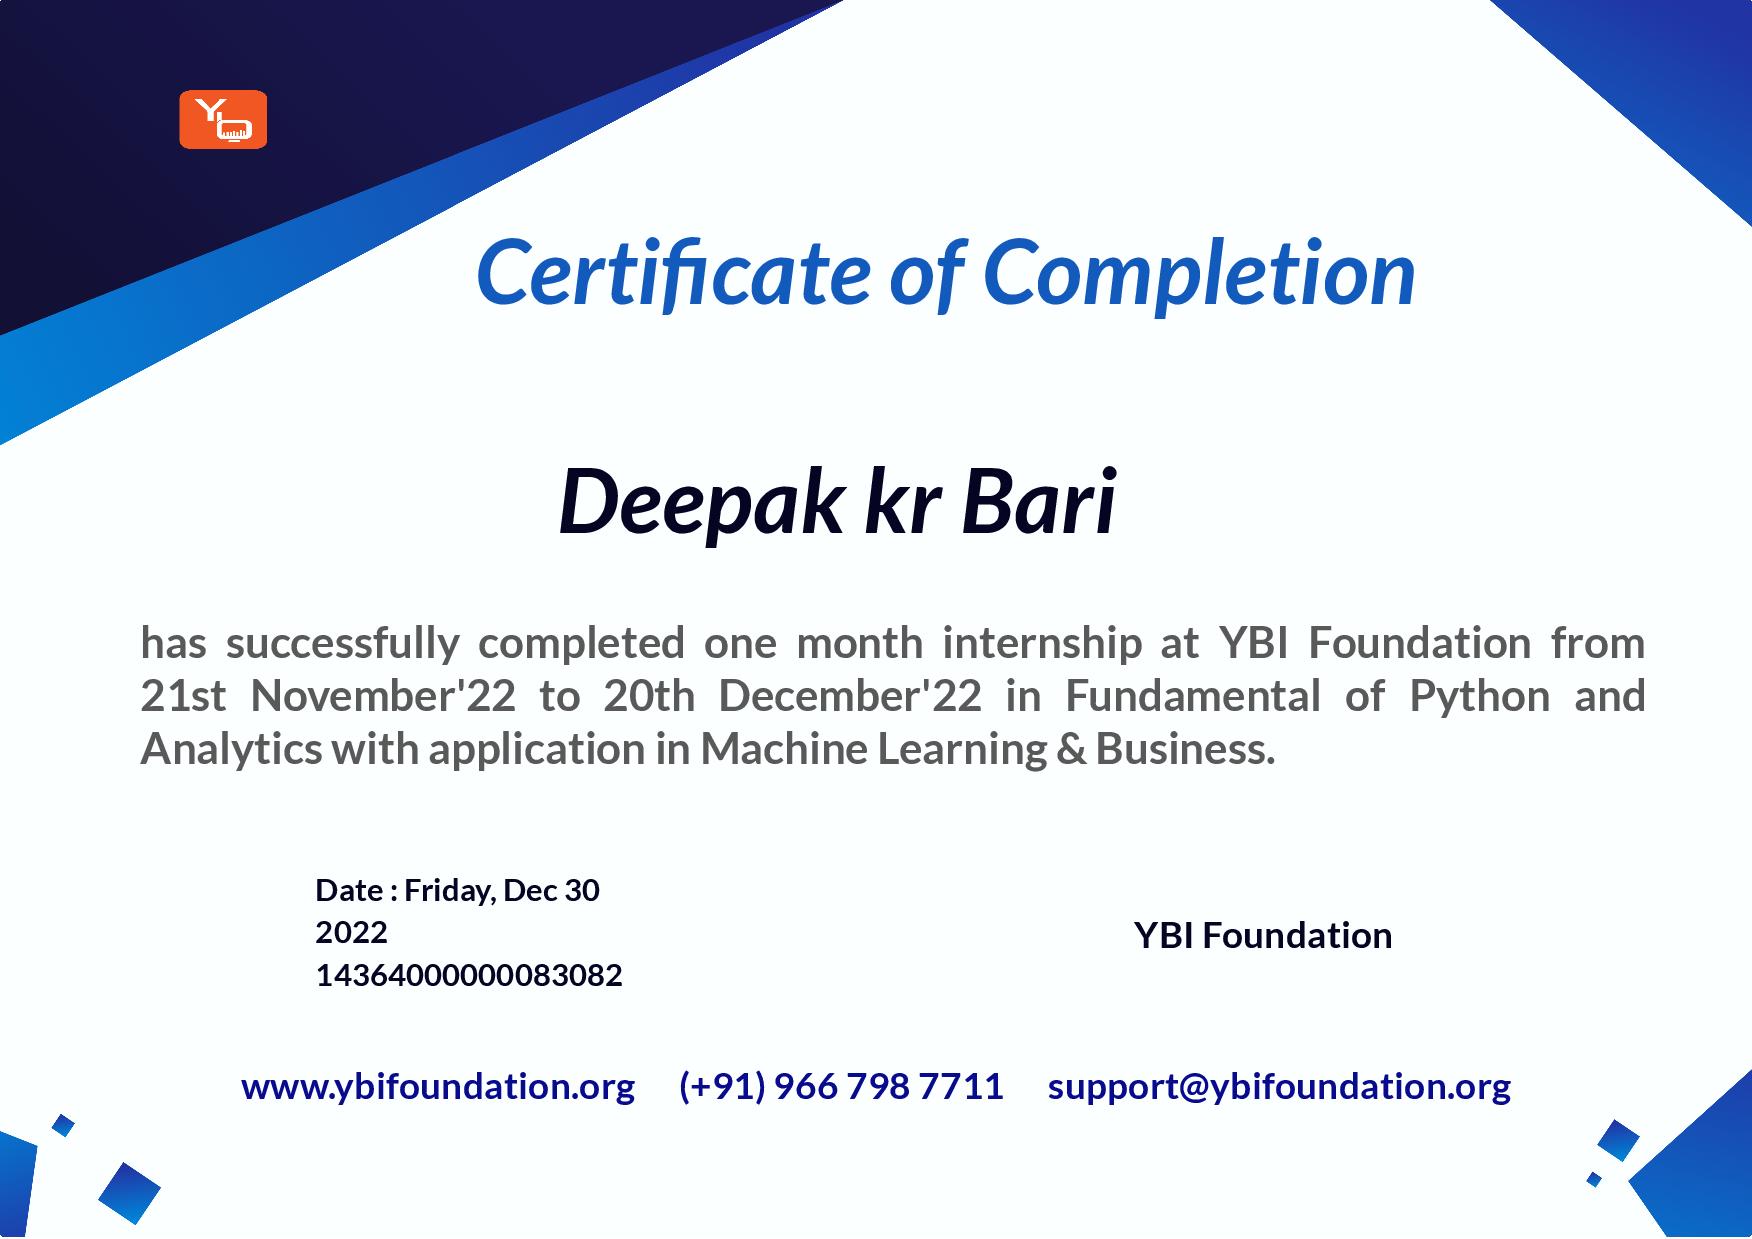 Certificate of Completion
Deepak kr Bari
has successfully completed one month internship at YBI Foundation from
21st November'22 to 20th December'22 in Fundamental of Python and
Analytics with application in Machine Learning & Business.
Date : Friday, Dec 30
2022
14364000000083082
YBI Foundation
www.ybifoundation.org (+91) 966 798 7711 support@ybifoundation.org